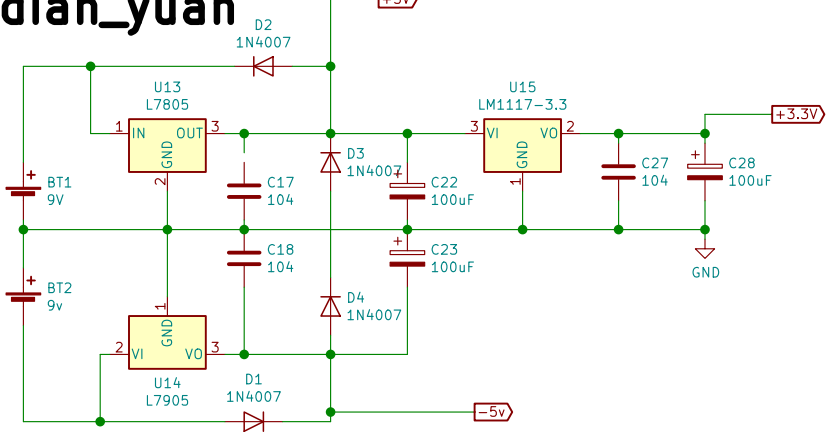 dian_yuan
+5v
D2
1N4007
U13
L7805
1 IN OUT 3
GND
2
U15
LM1117-3.3
3 VI VO 2
GND
1
+3.3V
D3
1N4007
BT1
9V
+
C17
104
+
C22
100uF
C27
104
+
C28
100uF
C18
104
+
C23
100uF
GND
BT2
9v
+
D4
1N4007
1
GND
2 VI VO 3
U14
L7905
D1
1N4007
-5v